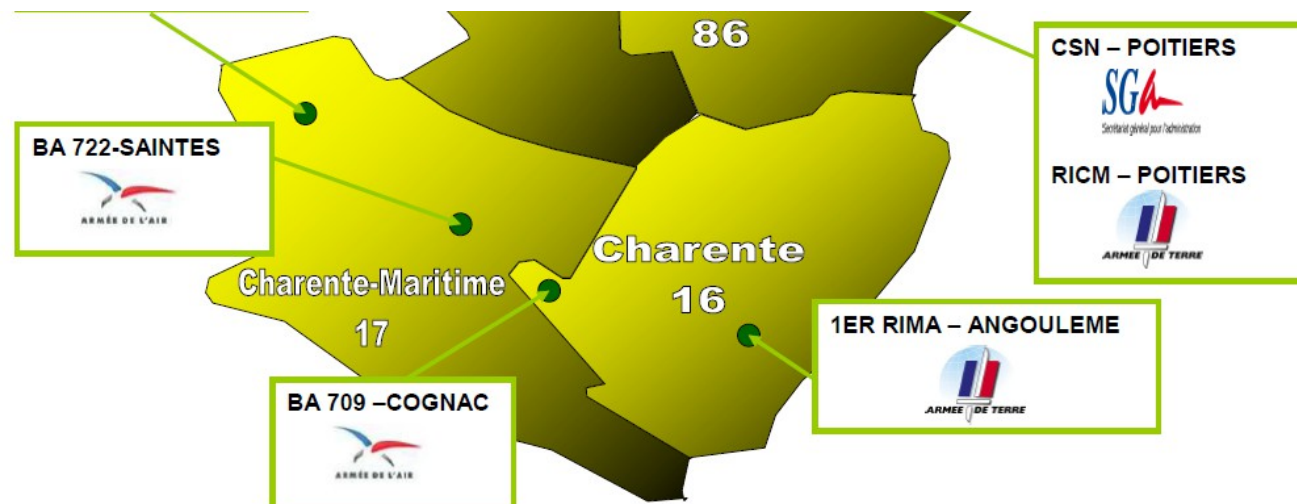 86
CSN – POITIERS
SGA
Secrétariat général pour l'administration
BA 722-SAINTES
ARMÉE DE L'AIR
RICM – POITIERS
ARMEE DE TERRE
Charente
16
Charente-Maritime
17
1ER RIMA – ANGOULEME
ARMEE DE TERRE
BA 709 –COGNAC
ARMÉE DE L'AIR